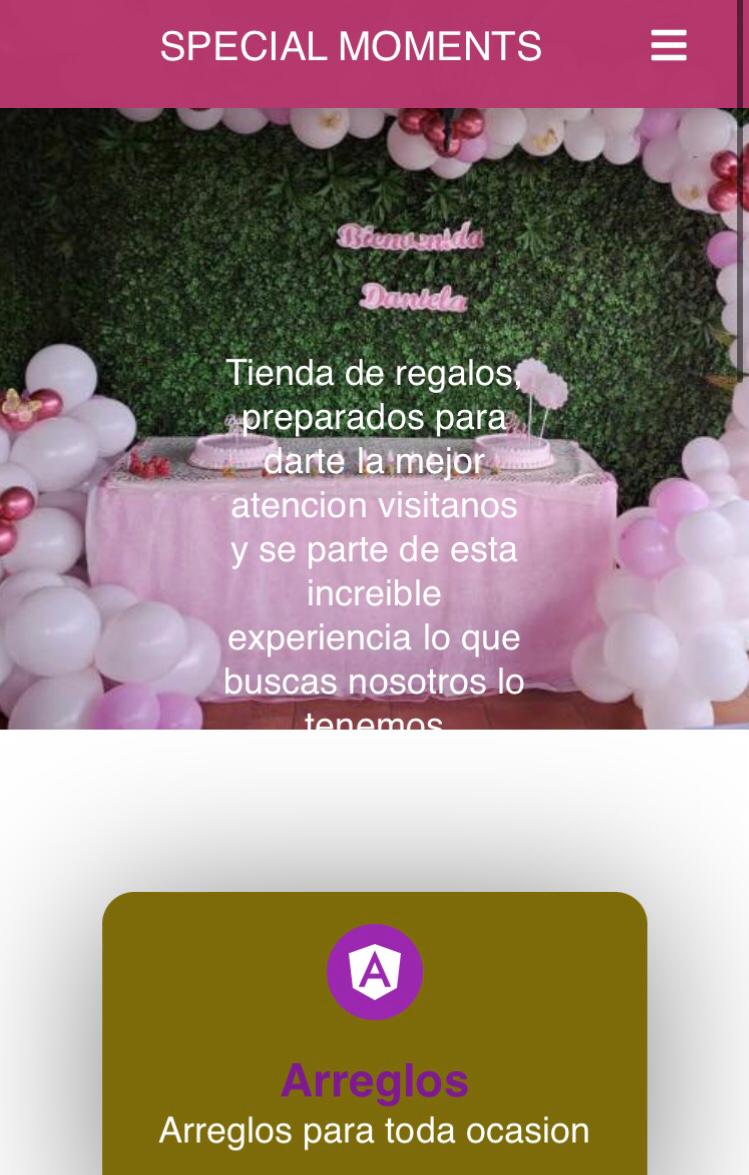 SPECIAL MOMENTS
Bienvenida
Daniela
Tienda de regalos,
preparados para
darte la mejor
atencion visitanos
y se parte de esta
increible
experiencia lo que
buscas nosotros lo
tenemos
A
Arreglos
Arreglos para toda ocasion